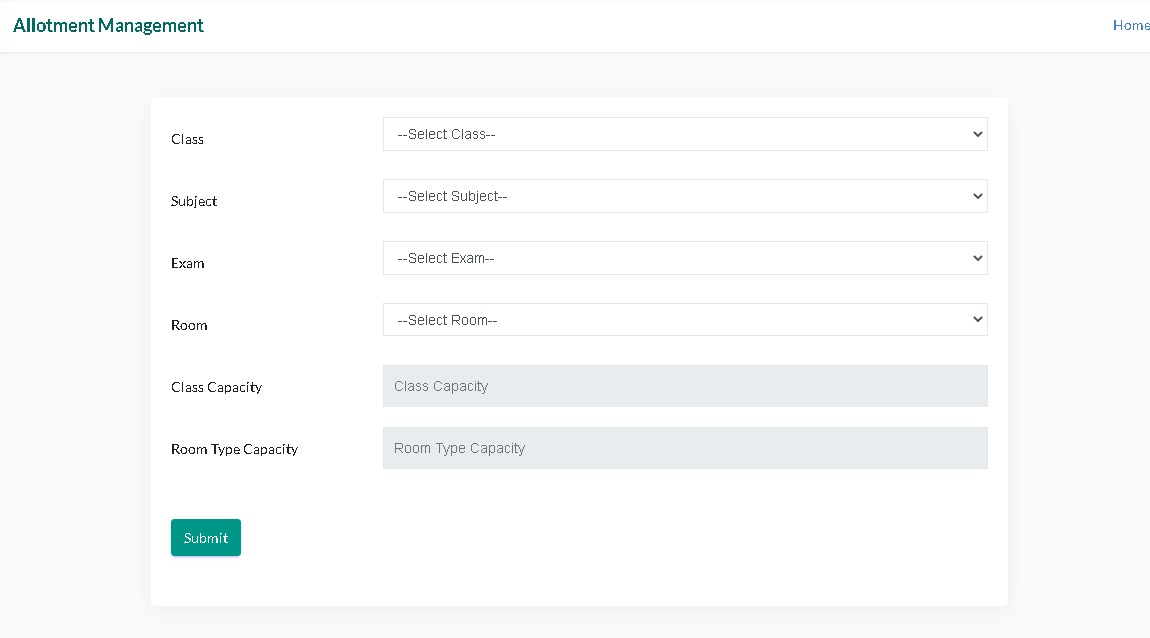 Allotment Management
Home
Class
--Select Class--
Subject
--Select Subject--
Exam
--Select Exam--
Room
--Select Room--
Class Capacity
Class Capacity
Room Type Capacity
Room Type Capacity
Submit